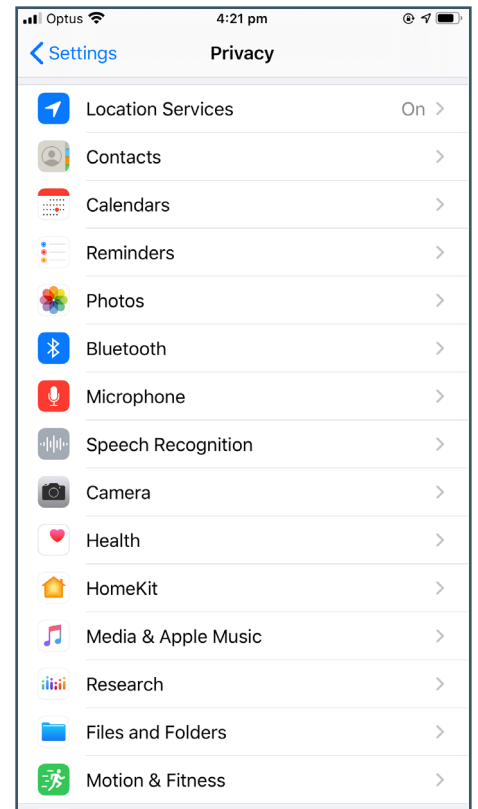 Optus 4:21 pm
Settings Privacy
Location Services On
Contacts
Calendars
Reminders
Photos
Bluetooth
Microphone
Speech Recognition
Camera
Health
HomeKit
Media & Apple Music
Research
Files and Folders
Motion & Fitness